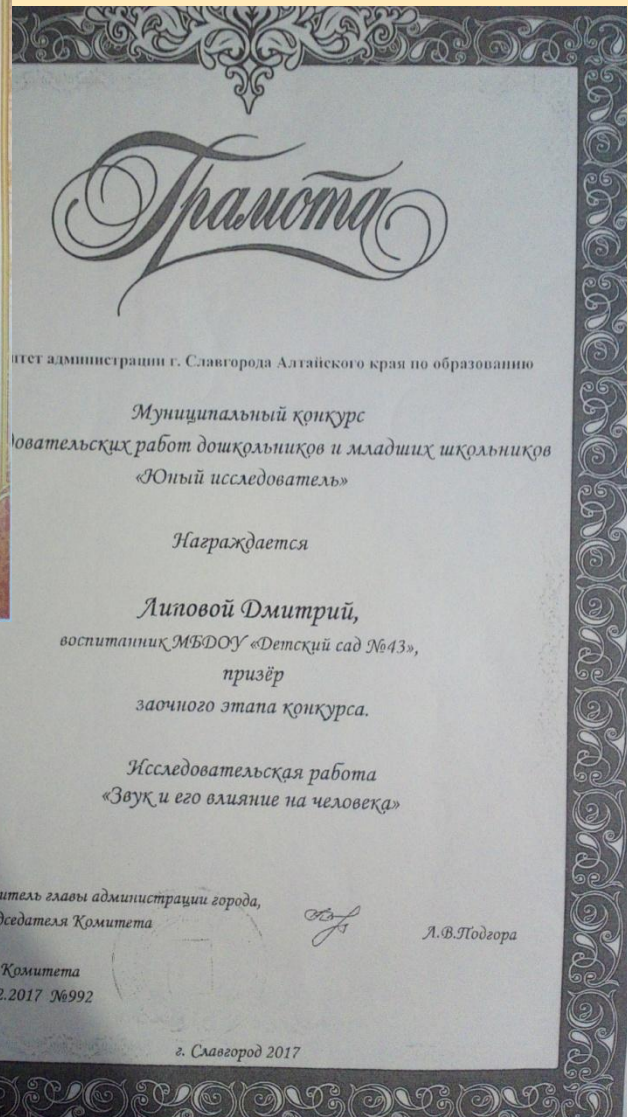 Грамота
итет администрации г. Славгорода Алтайского края по образованию
Муниципальный конкурс
довательских работ дошкольников и младших школьников
«Юный исследователь»
Награждается
Липовой Дмитрий,
воспитанник МБДОУ «Детский сад №43»,
призёр
заочного этапа конкурса.
Исследовательская работа
«Звук и его влияние на человека»
итель главы администрации города,
дседателя Комитета
Л.В.Подгора
Комитета
2.2017 №992
г. Славгород 2017